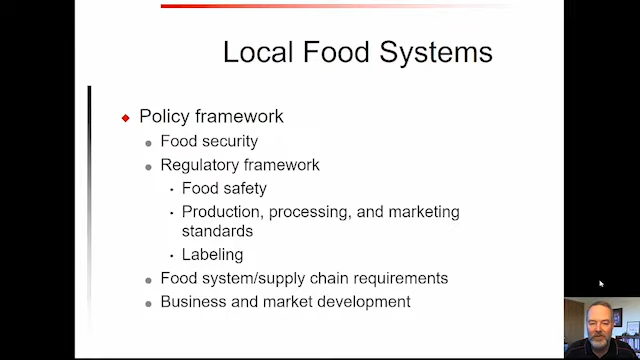 Local Food Systems
Policy framework
Food security
Regulatory framework
Food safety
Production, processing, and marketing
standards
Labeling
Food system/supply chain requirements
Business and market development